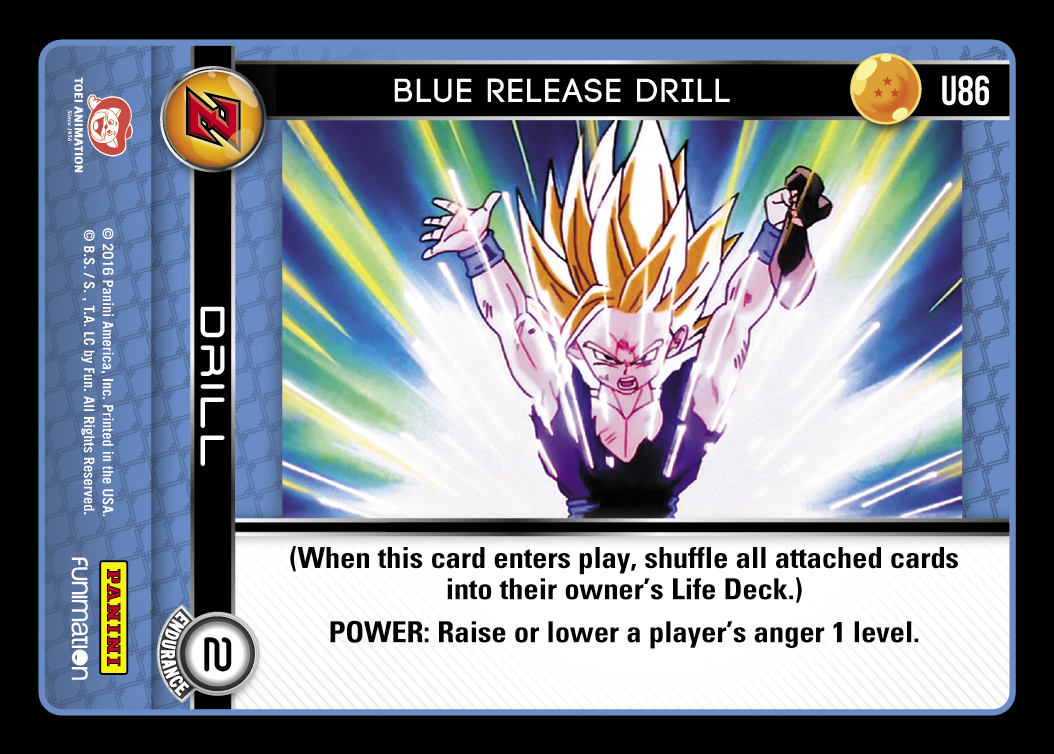 BLUE RELEASE DRILL
U86
DRILL
(When this card enters play, shuffle all attached cards
into their owner's Life Deck.)
POWER: Raise or lower a player's anger 1 level.
ENDURANCE
2
TOEI ANIMATION
Since 1956
© 2016 Panini America, Inc. Printed in the USA.
© B.S. / S. , T.A. LC by Fun. All Rights Reserved.
PANINI
FUNIMATION